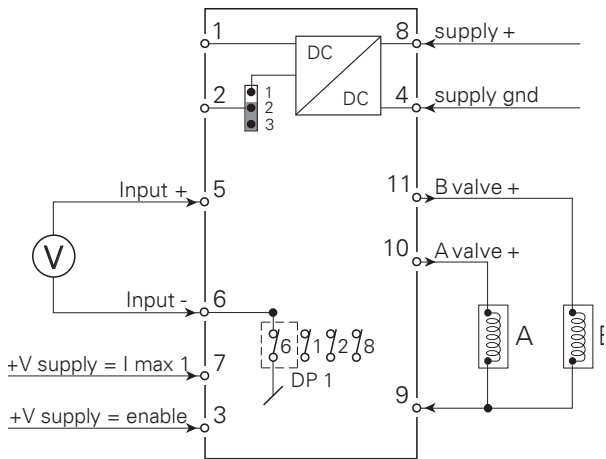 1
8
supply +
DC
DC
2
1
2
3
4
supply gnd
Input +
5
11
B valve +
V
10
A valve +
Input -
6
6
1
2
8
A
B
+V supply = I max 1
7
DP 1
9
+V supply = enable
3